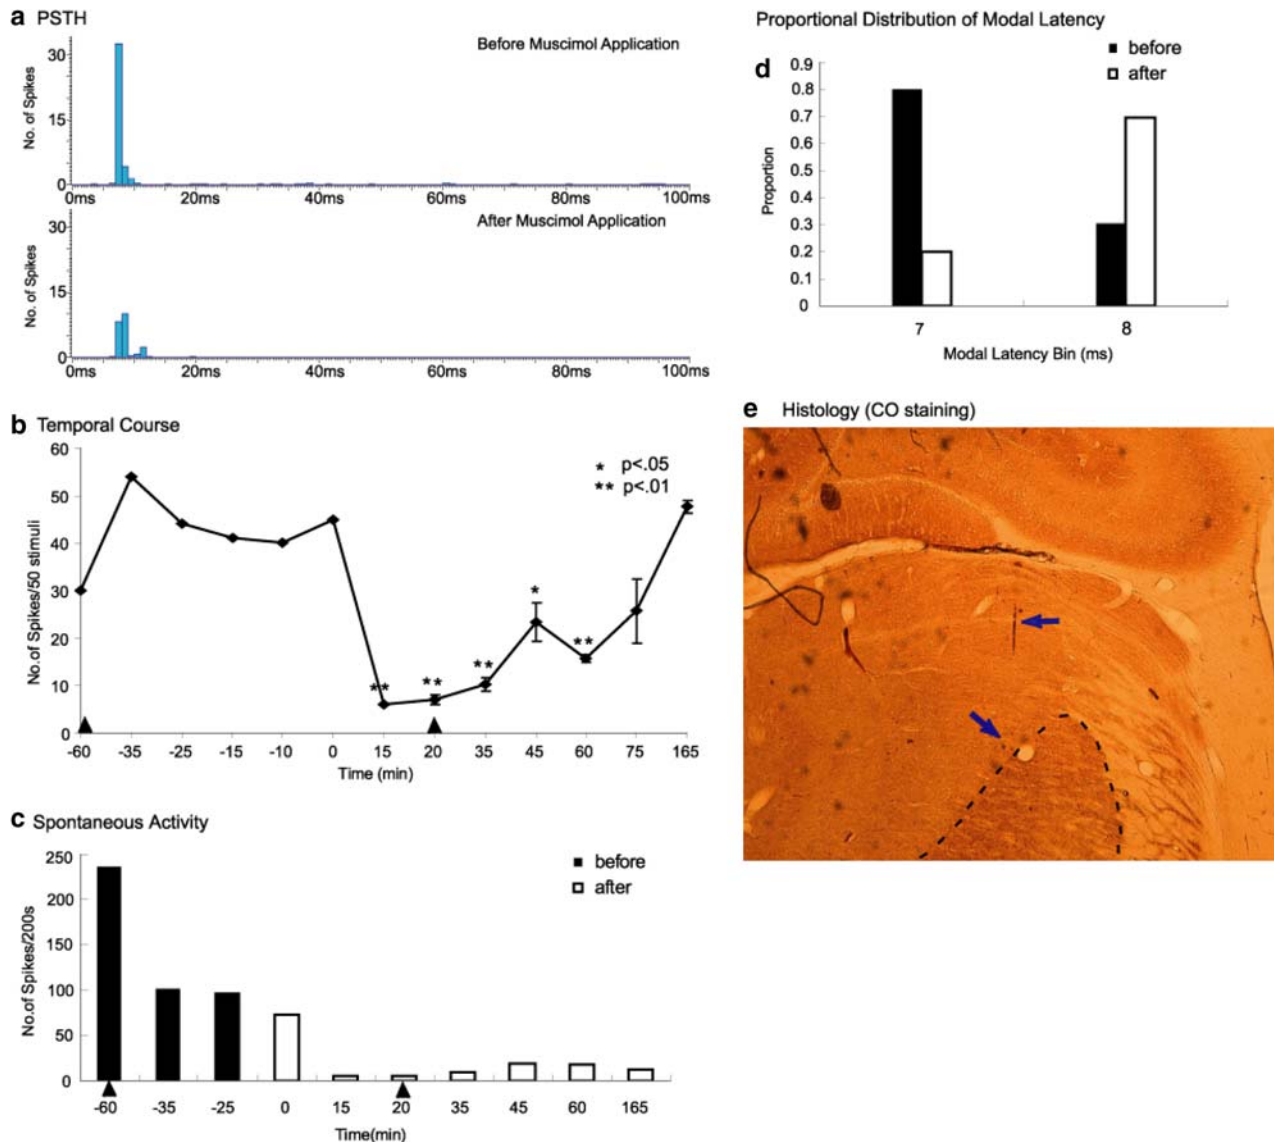 a PSTH
Before Muscimol Application
No. of Spikes
30
15
0
0ms 20ms 40ms 60ms 80ms 100ms
After Muscimol Application
No. of Spikes
30
15
0
0ms 20ms 40ms 60ms 80ms 100ms
b Temporal Course
* p<.05
** p<.01
No.of Spikes/50 stimuli
60
50
40
30
20
10
0
** ** ** * **
-60 -35 -25 -15 -10 0 15 20 35 45 60 75 165
Time (min)
c Spontaneous Activity
before
after
No.of Spikes/200s
250
200
150
100
50
0
-60 -35 -25 0 15 20 35 45 60 165
Time(min)
Proportional Distribution of Modal Latency
d
before
after
Proportion
0.9
0.8
0.7
0.6
0.5
0.4
0.3
0.2
0.1
0
7 8
Modal Latency Bin (ms)
e Histology (CO staining)